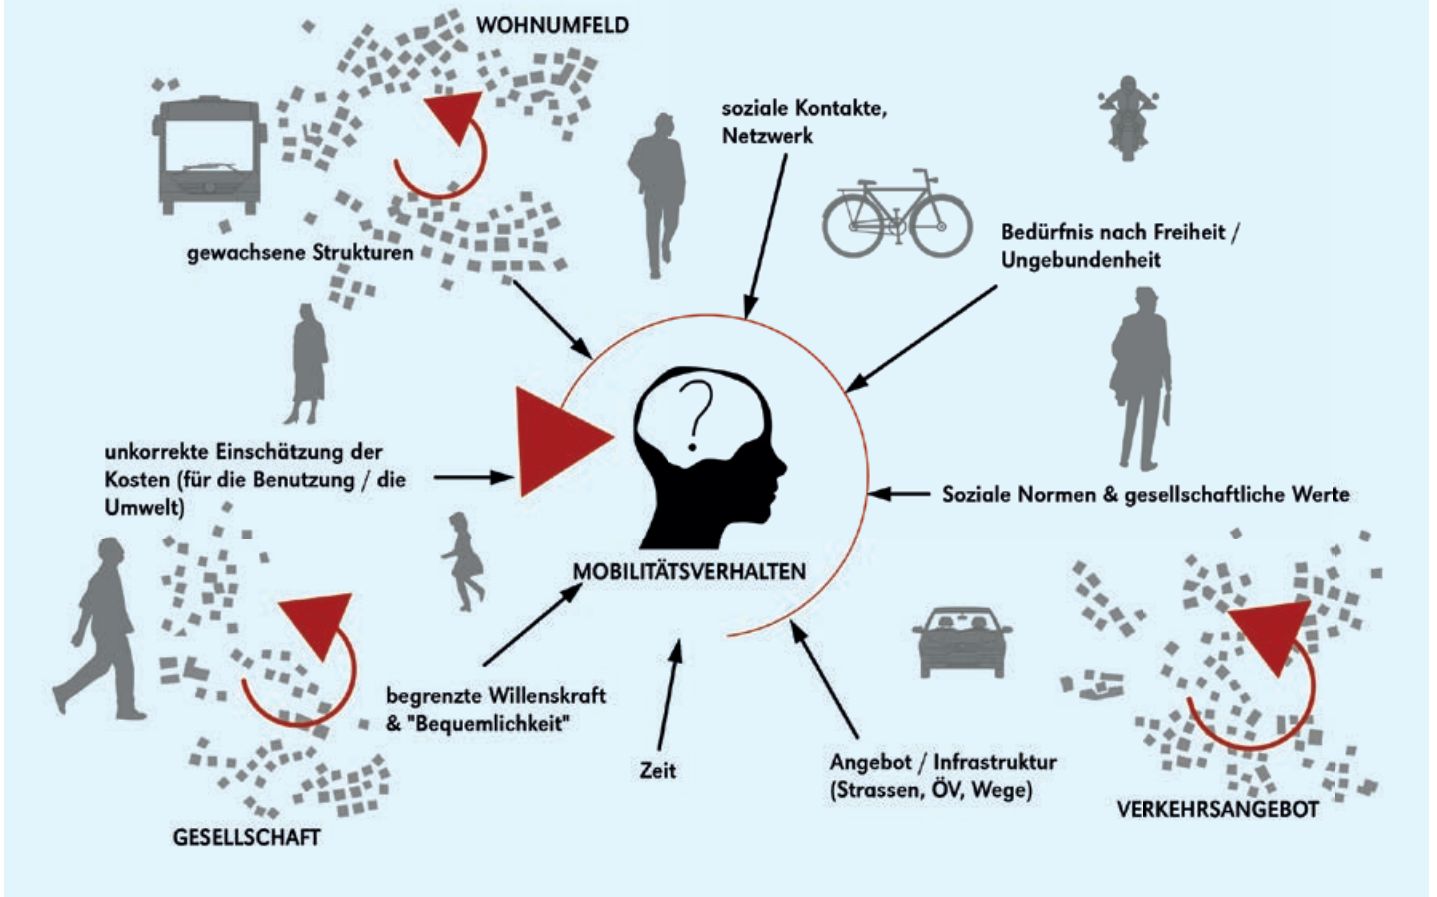 WOHNUMFELD
soziale Kontakte,
Netzwerk
Bedürfnis nach Freiheit /
Ungebundenheit
gewachsene Strukturen
?
unkorrekte Einschätzung der
Kosten (für die Benutzung / die
Umwelt)
Soziale Normen & gesellschaftliche Werte
MOBILITÄTSVERHALTEN
begrenzte Willenskraft
& "Bequemlichkeit"
Zeit
Angebot / Infrastruktur
(Strassen, ÖV, Wege)
VERKEHRSANGEBOT
GESELLSCHAFT